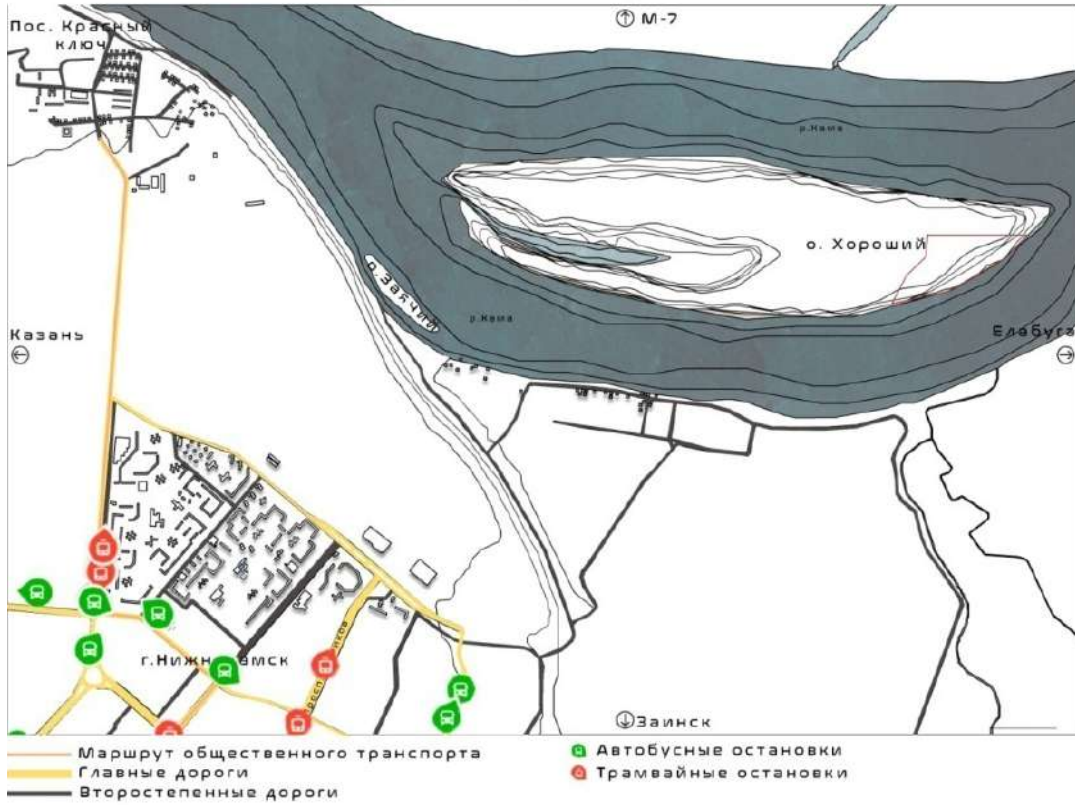 М-7
Пос. Красный
ключ
р.Кама
о. Хороший
о. Заячий
р.Кама
Казань
Елабуга
г.Нижнекамск
Заинск
Маршрут общественного транспорта
Главные дороги
Второстепенные дороги
Автобусные остановки
Трамвайные остановки